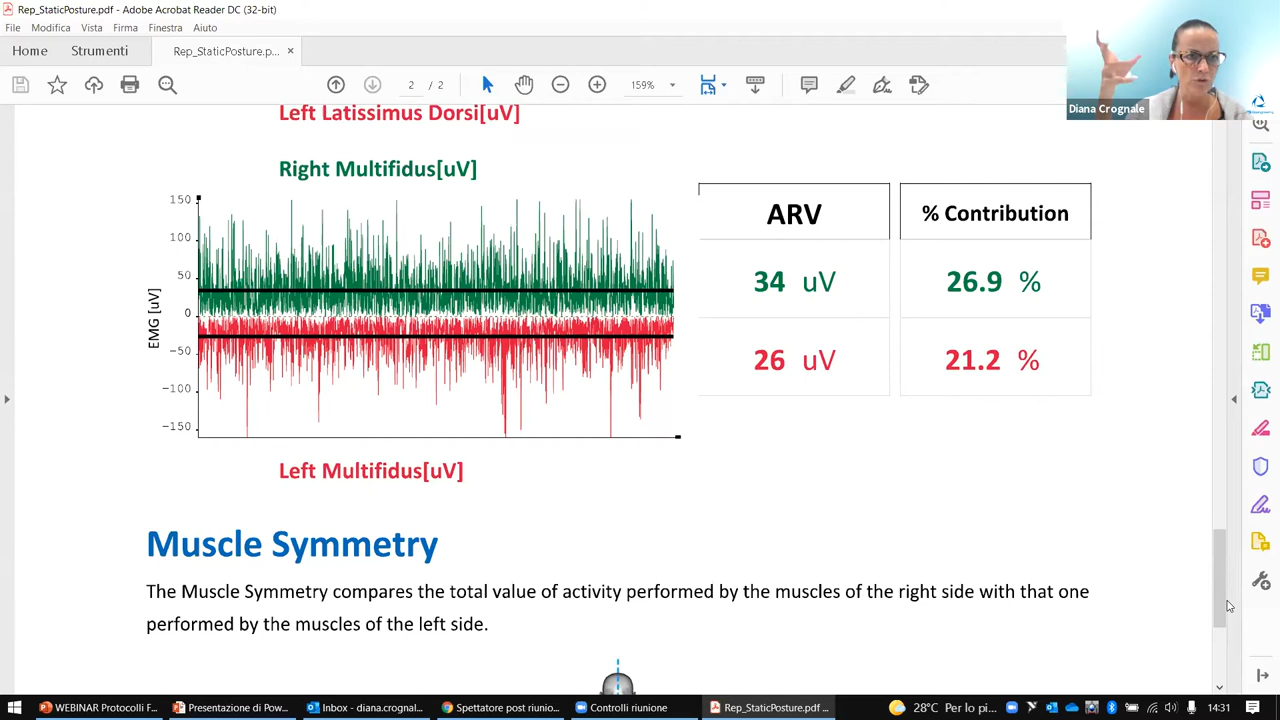 Rep_StaticPosture.pdf - Adobe Acrobat Reader DC (32-bit)
File Modifica Vista Firma Finestra Aiuto
Home Strumenti Rep_StaticPosture.p... ×
2 / 2 159%
Diana Crognale
Left Latissimus Dorsi[uV]
Right Multifidus[uV]
150
100
50
0
−50
−100
−150
EMG [uV]
ARV % Contribution
34 uV 26.9 %
26 uV 21.2 %
Left Multifidus[uV]
Muscle Symmetry
The Muscle Symmetry compares the total value of activity performed by the muscles of the right side with that one
performed by the muscles of the left side.
WEBINAR Protocolli F... Presentazione di Pow... Inbox - diana.crognal... Spettatore post riunio... Controlli riunione Rep_StaticPosture.pdf ... 28°C Per lo pi... 14:31